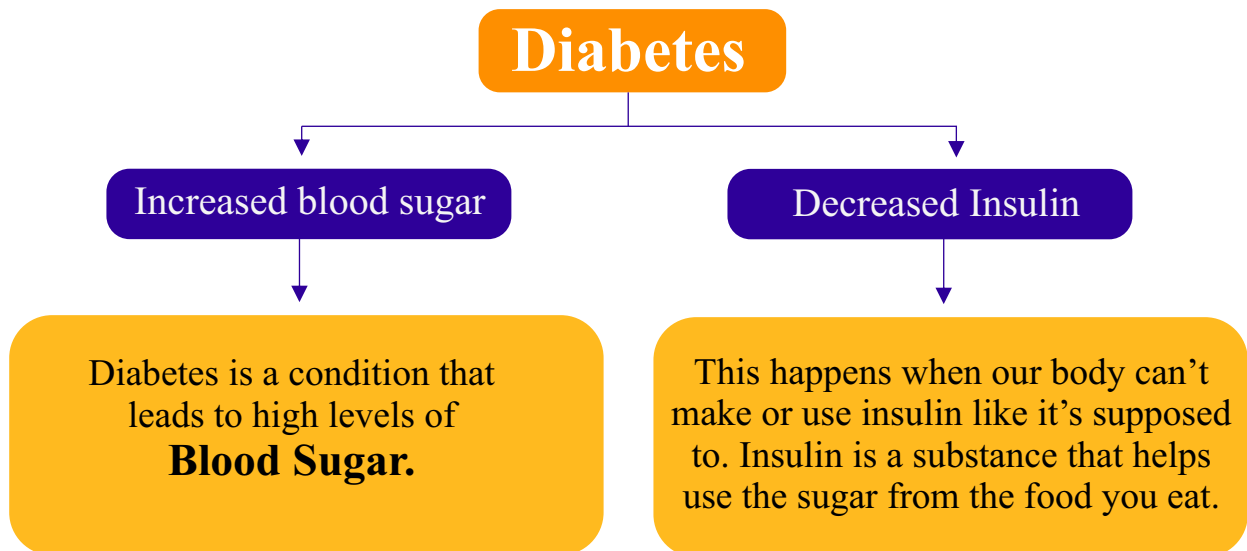 Diabetes
Increased blood sugar
Decreased Insulin
Diabetes is a condition that
leads to high levels of
Blood Sugar.
This happens when our body can’t
make or use insulin like it’s supposed
to. Insulin is a substance that helps
use the sugar from the food you eat.